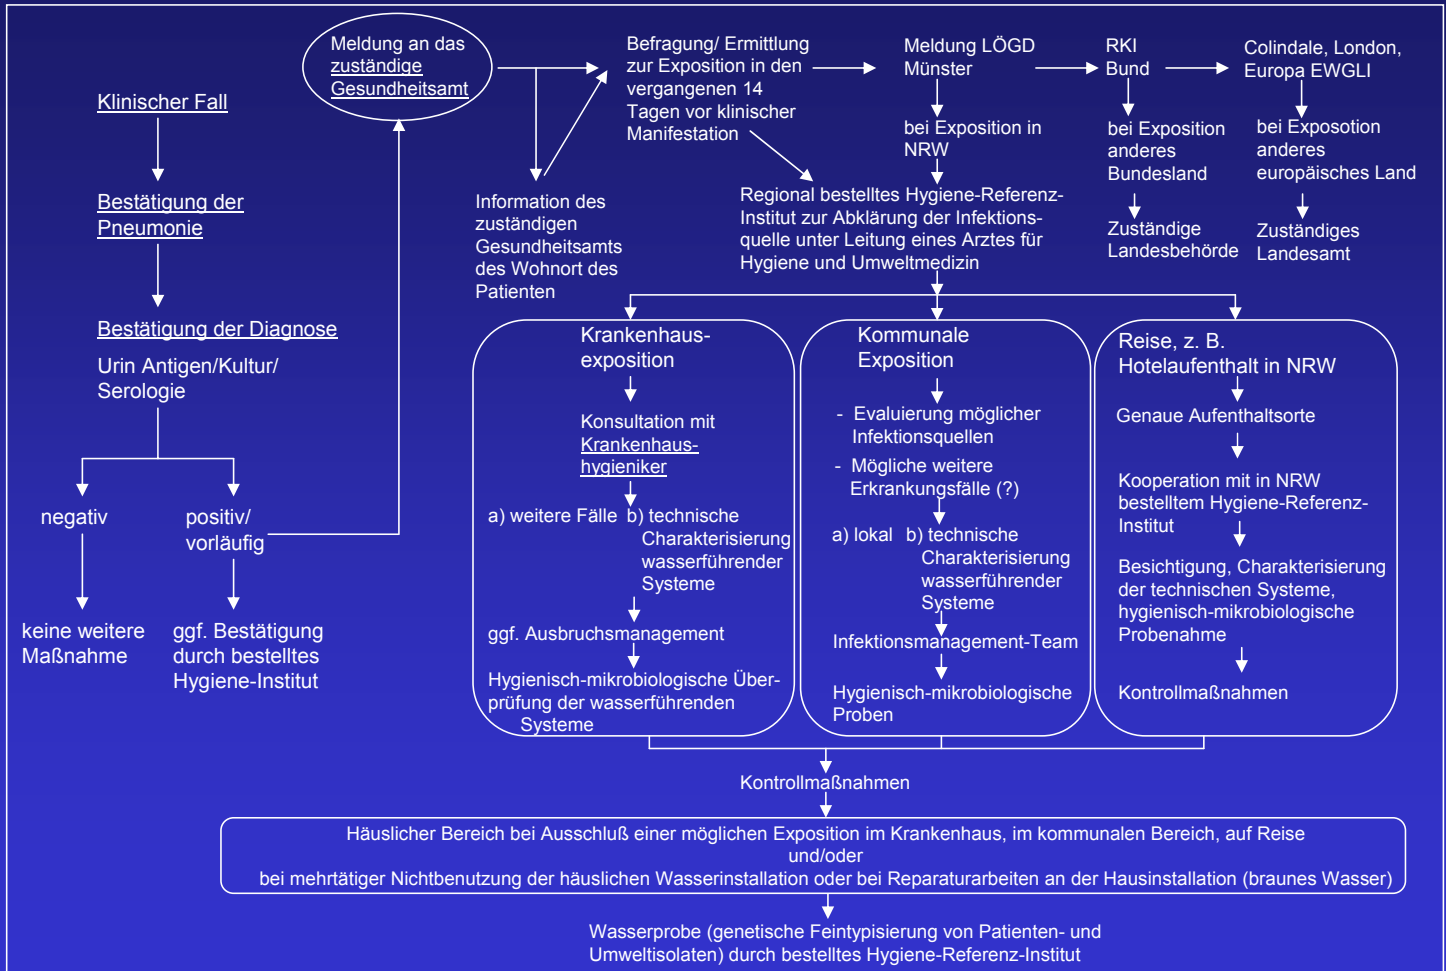 Klinischer Fall
Bestätigung der
Pneumonie
Bestätigung der Diagnose
Urin Antigen/Kultur/
Serologie
negativ
positiv/
vorläufig
keine weitere
Maßnahme
ggf. Bestätigung
durch bestelltes
Hygiene-Institut
Meldung an das
zuständige
Gesundheitsamt
Information des
zuständigen
Gesundheitsamts
des Wohnort des
Patienten
Befragung/ Ermittlung
zur Exposition in den
vergangenen 14
Tagen vor klinischer
Manifestation
Meldung LÖGD
Münster
bei Exposition in
NRW
RKI
Bund
bei Exposition
anderes
Bundesland
Zuständige
Landesbehörde
Colindale, London,
Europa EWGLI
bei Exposotion
anderes
europäisches Land
Zuständiges
Landesamt
Regional bestelltes Hygiene-Referenz-
Institut zur Abklärung der Infektions-
quelle unter Leitung eines Arztes für
Hygiene und Umweltmedizin
Krankenhaus-
exposition
Konsultation mit
Krankenhaus-
hygieniker
a) weitere Fälle b) technische
Charakterisierung
wasserführender
Systeme
ggf. Ausbruchsmanagement
Hygienisch-mikrobiologische Über-
prüfung der wasserführenden
Systeme
Kommunale
Exposition
- Evaluierung möglicher
Infektionsquellen
- Mögliche weitere
Erkrankungsfälle (?)
a) lokal b) technische
Charakterisierung
wasserführender
Systeme
Infektionsmanagement-Team
Hygienisch-mikrobiologische
Proben
Reise, z. B.
Hotelaufenthalt in NRW
Genaue Aufenthaltsorte
Kooperation mit in NRW
bestelltem Hygiene-Referenz-
Institut
Besichtigung, Charakterisierung
der technischen Systeme,
hygienisch-mikrobiologische
Probenahme
Kontrollmaßnahmen
Kontrollmaßnahmen
Häuslicher Bereich bei Ausschluß einer möglichen Exposition im Krankenhaus, im kommunalen Bereich, auf Reise
und/oder
bei mehrtätiger Nichtbenutzung der häuslichen Wasserinstallation oder bei Reparaturarbeiten an der Hausinstallation (braunes Wasser)
Wasserprobe (genetische Feintypisierung von Patienten- und
Umweltisolaten) durch bestelltes Hygiene-Referenz-Institut